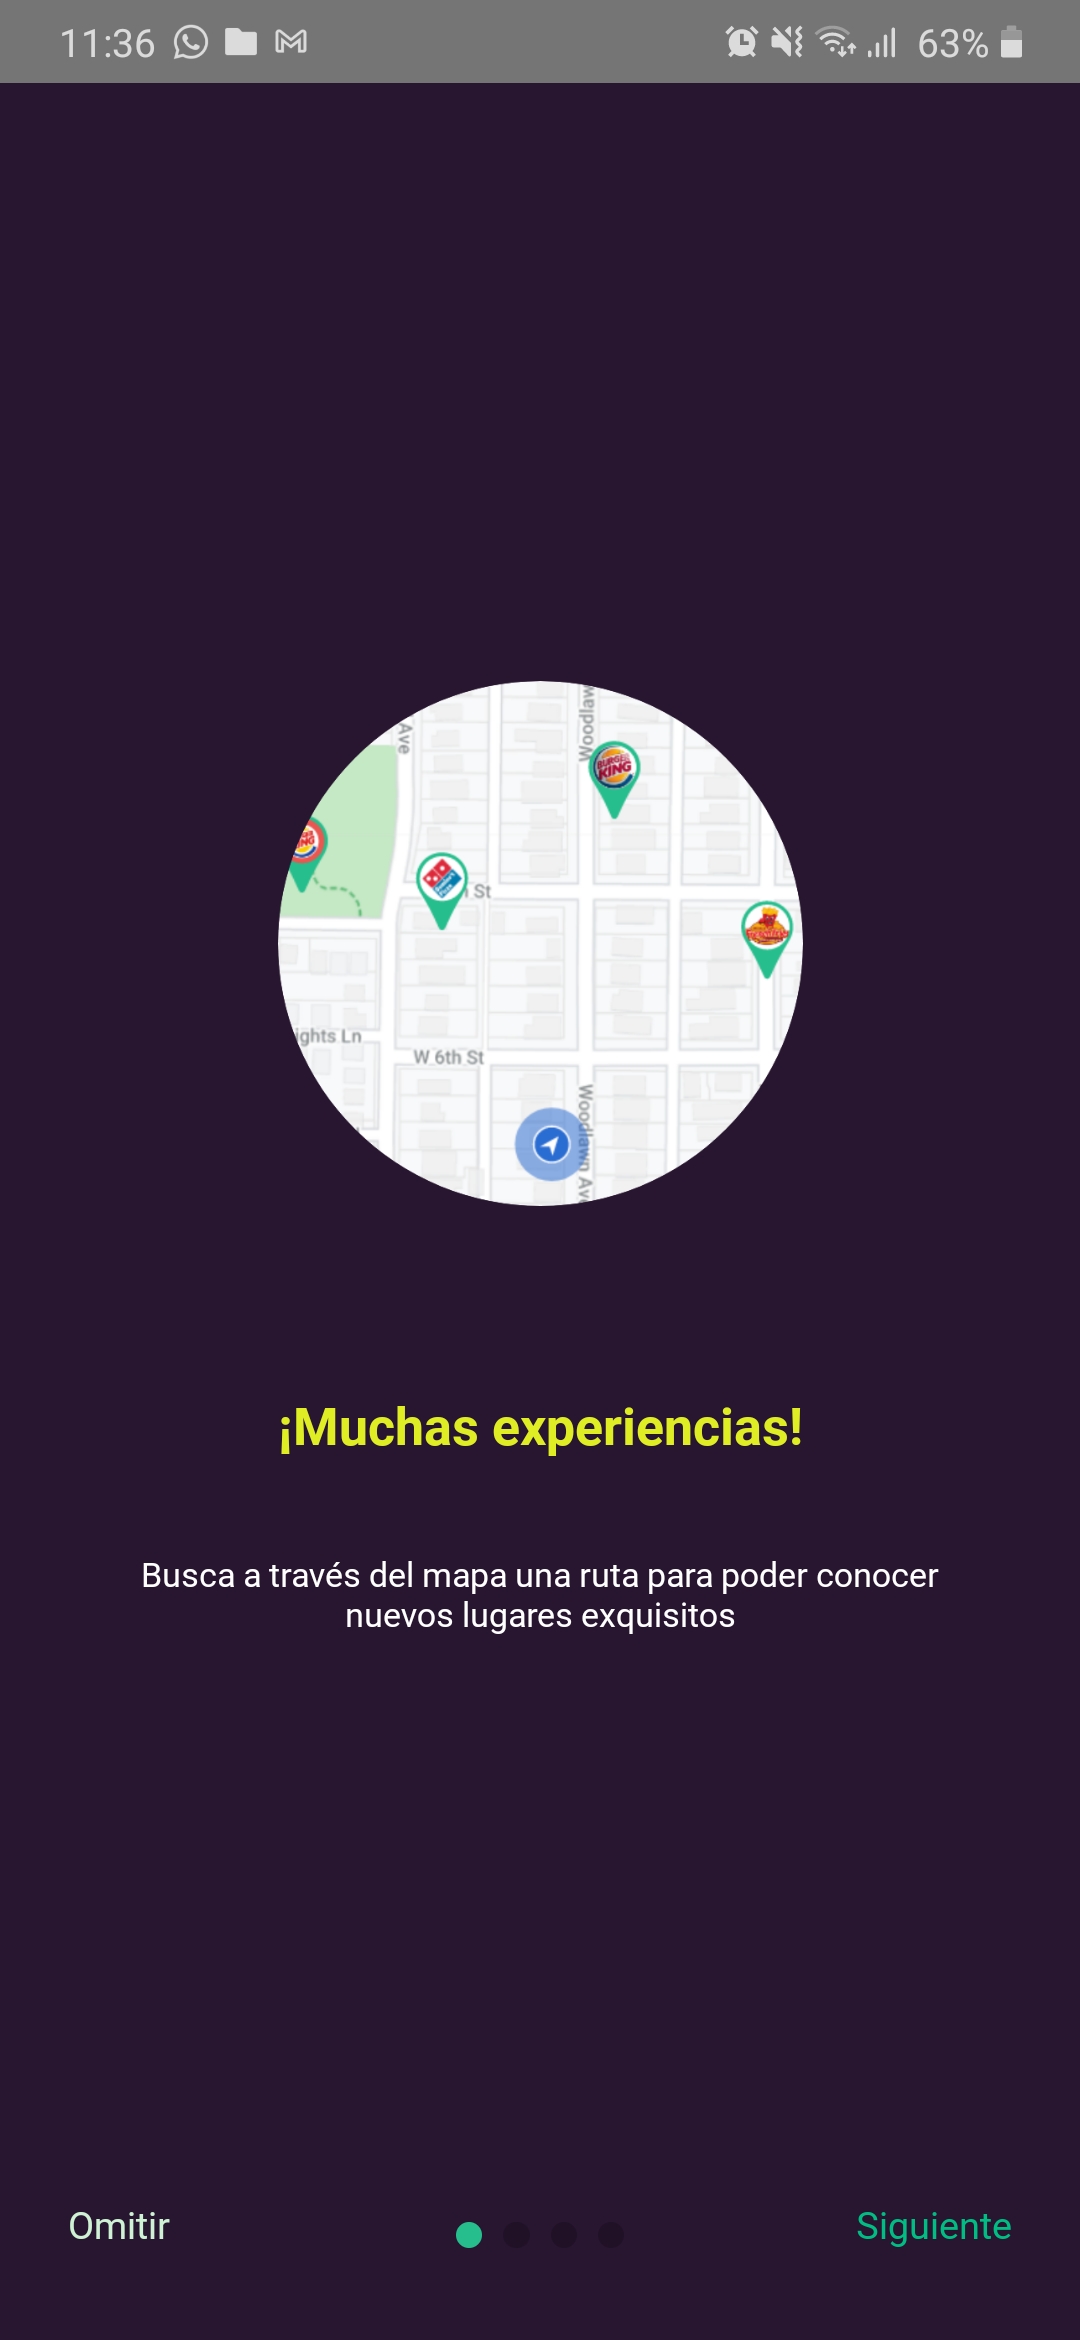 11:36
63%
Woodlaw
Ave
BURGER
KING
St
ights Ln
W 6th St
Woodlawn Ave
¡Muchas experiencias!
Busca a través del mapa una ruta para poder conocer
nuevos lugares exquisitos
Omitir
Siguiente